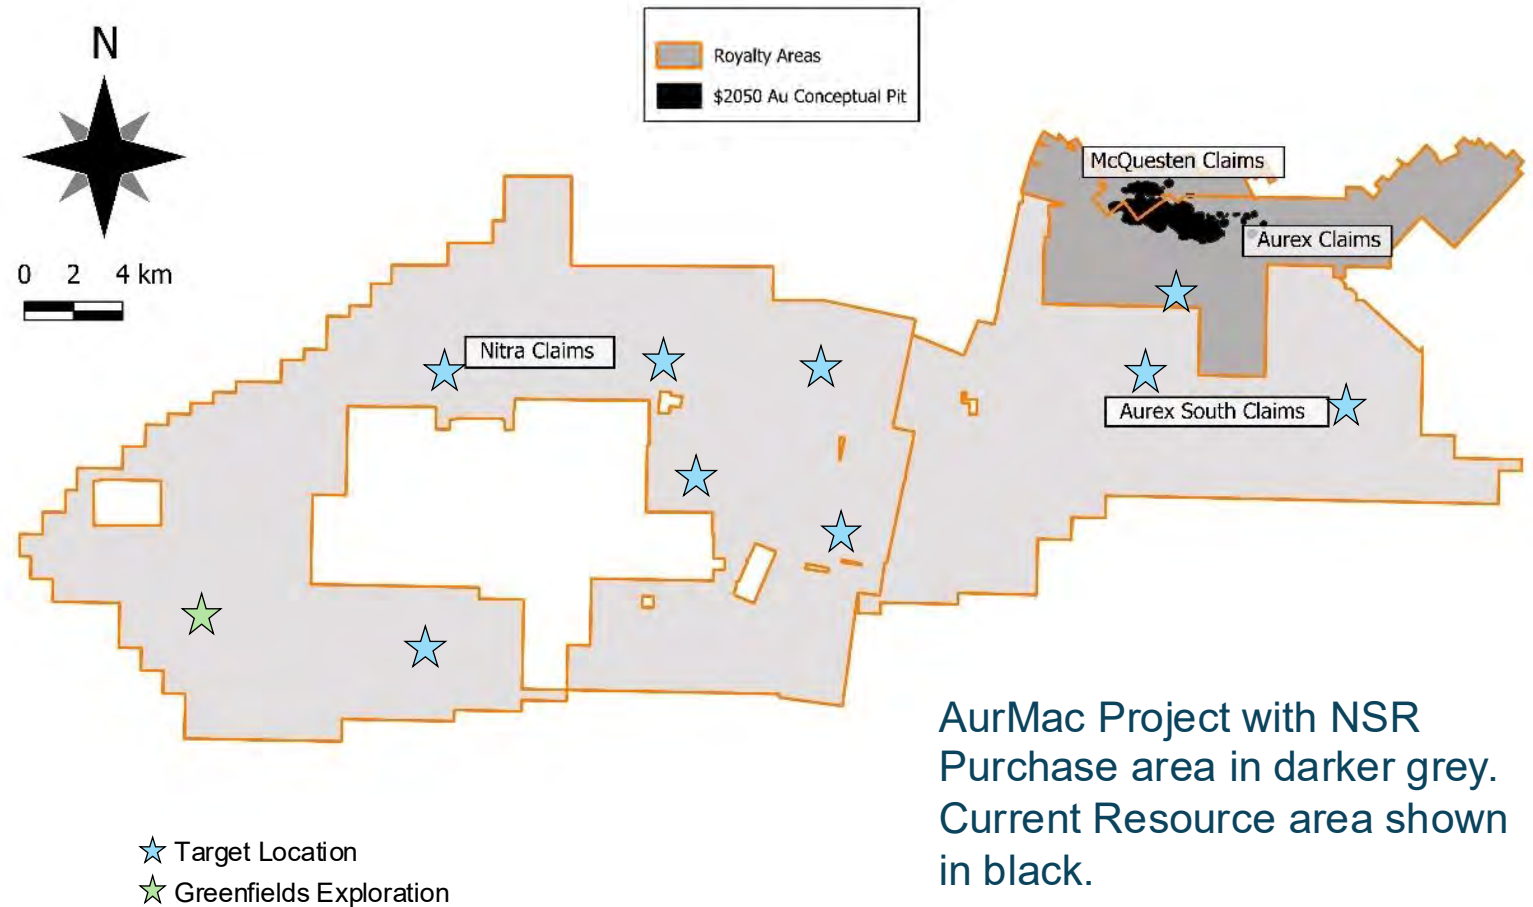 N
0 2 4 km
Royalty Areas
$2050 Au Conceptual Pit
McQuesten Claims
Aurex Claims
Nitra Claims
Aurex South Claims
AurMac Project with NSR
Purchase area in darker grey.
Current Resource area shown
in black.
Target Location
Greenfields Exploration